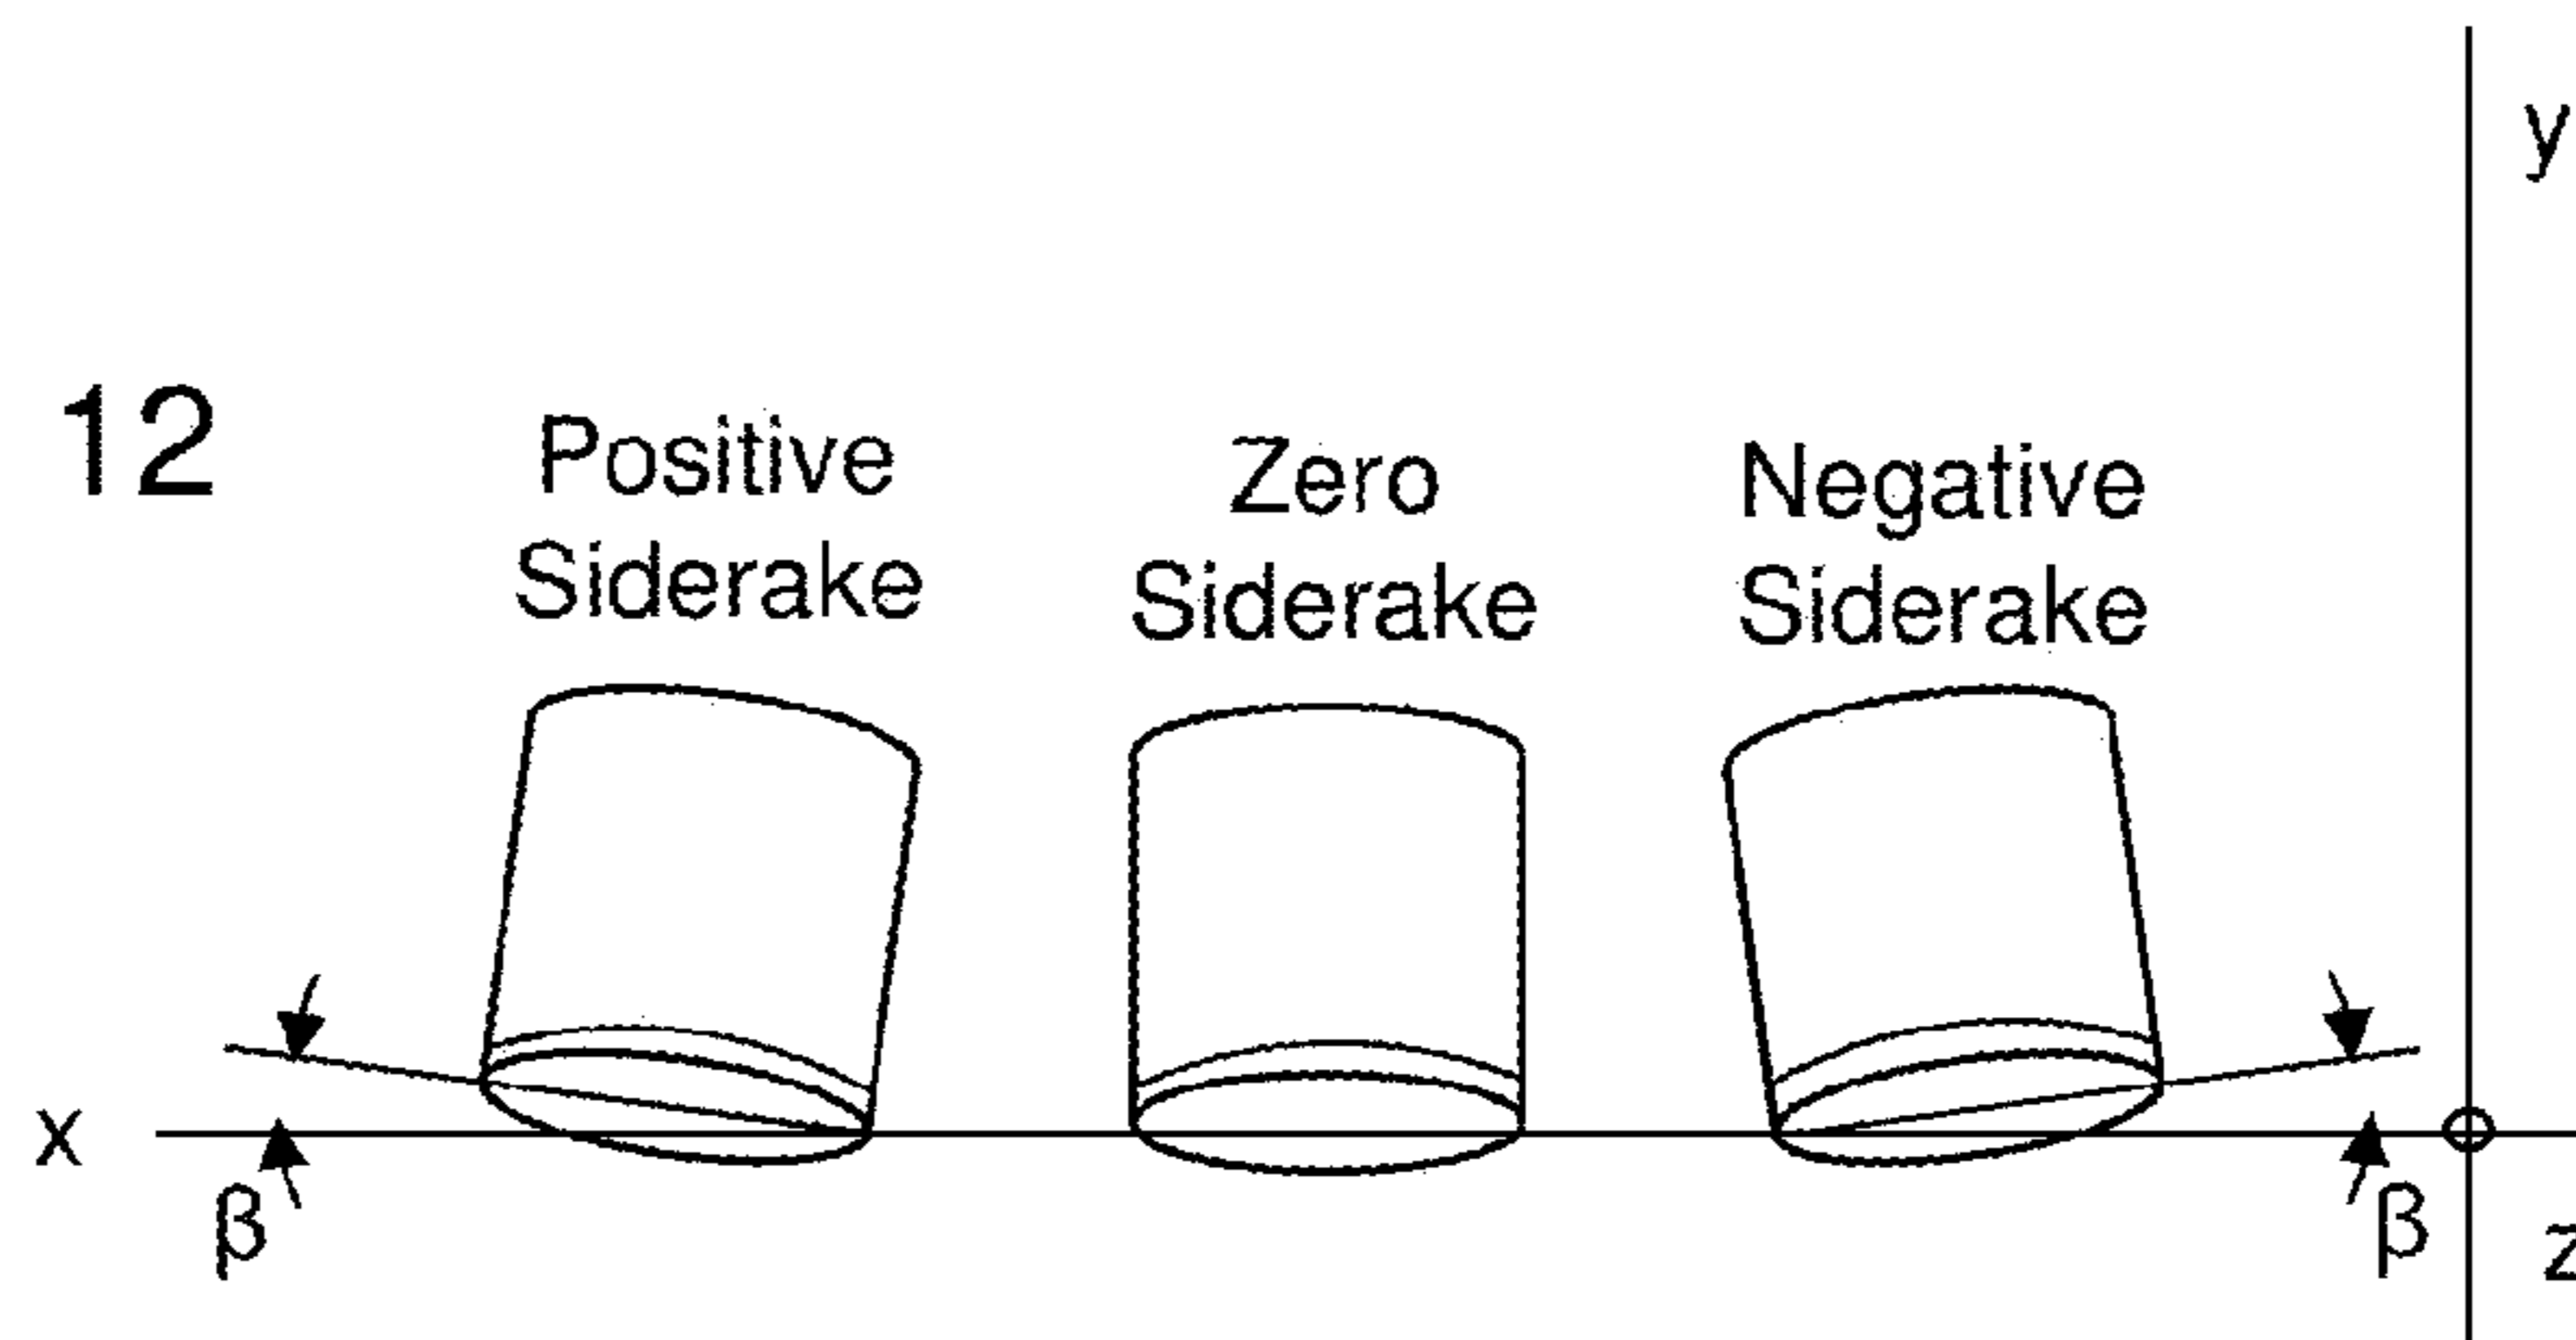 y
12
Positive
Siderake
Zero
Siderake
Negative
Siderake
x
β
β
z